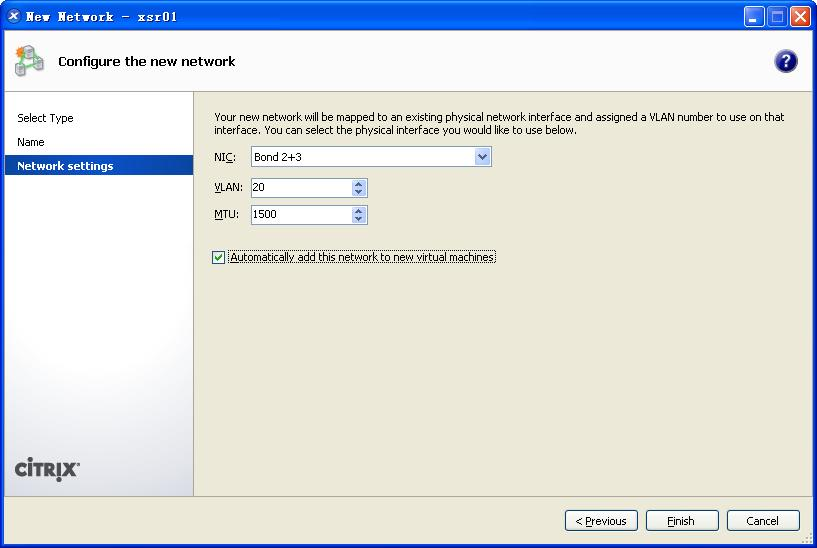 New Network - xsr01
Configure the new network
?
Select Type
Name
Network settings
Your new network will be mapped to an existing physical network interface and assigned a VLAN number to use on that
interface. You can select the physical interface you would like to use below.
NIC: Bond 2+3
VLAN: 20
MTU: 1500
Automatically add this network to new virtual machines
CiTRIX
< Previous Finish Cancel